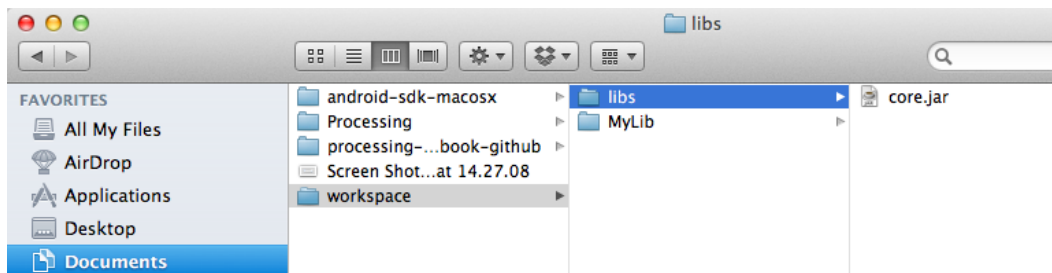 libs
FAVORITES
All My Files
AirDrop
Applications
Desktop
Documents
android-sdk-macosx
Processing
processing-...book-github
Screen Shot...at 14.27.08
workspace
libs
MyLib
core.jar